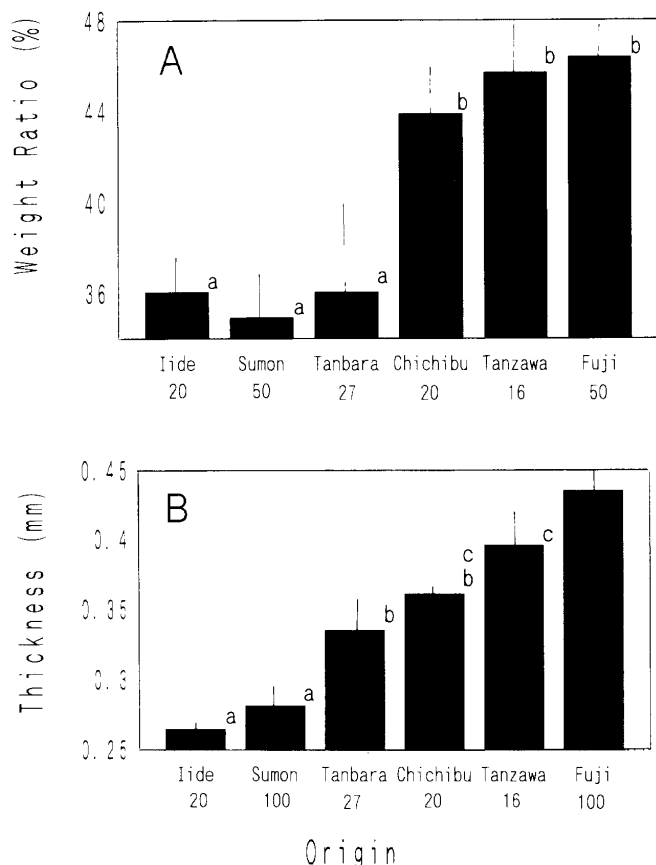 Weight Ratio (%)
48
44
40
36
A
a
a
a
b
b
b
Iide Sumon Tanbara Chichibu Tanzawa Fuji
20 50 27 20 16 50
Thickness (mm)
0.45
0.4
0.35
0.3
0.25
B
a
a
b
c
b
c
Iide Sumon Tanbara Chichibu Tanzawa Fuji
20 100 27 20 16 100
Origin